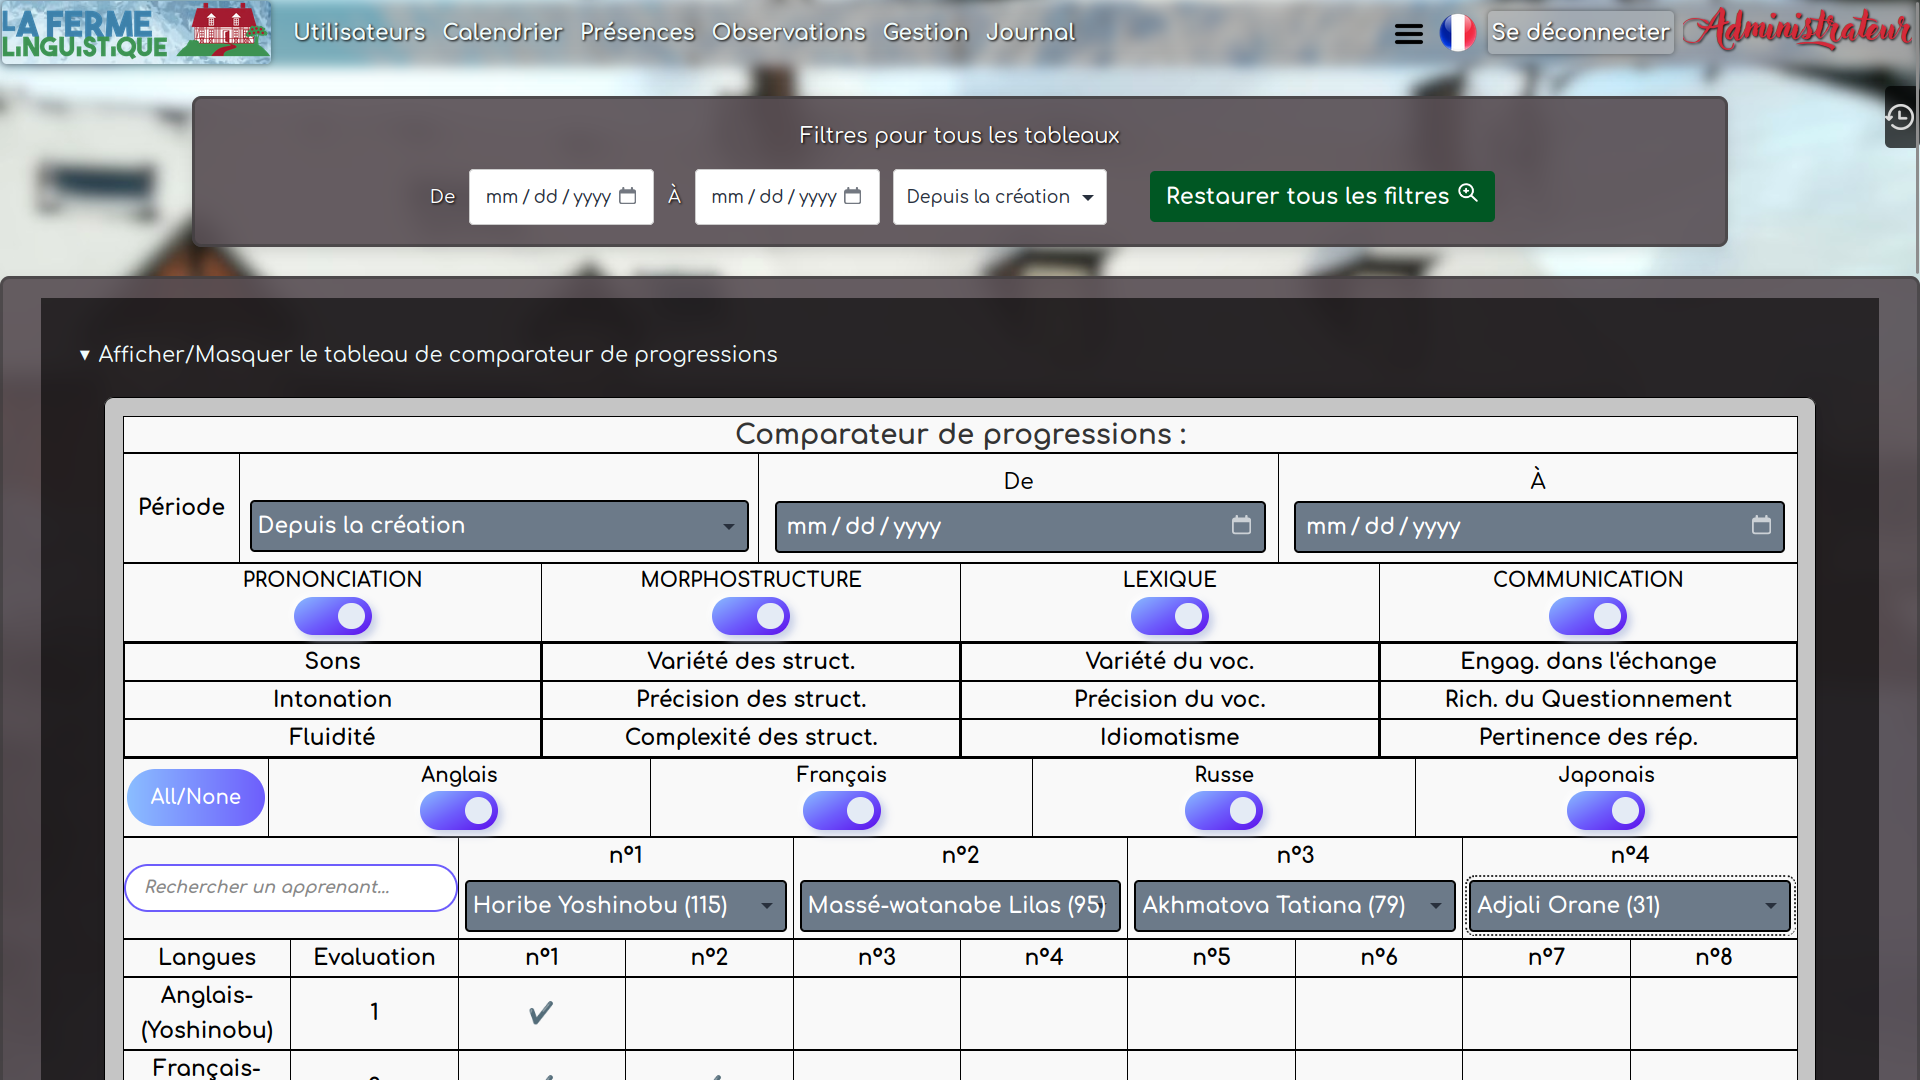 LA FERME
LiNGUiSTiQUE
Utilisateurs Calendrier Présences Observations Gestion Journal
Se déconnecter
Administrateur
Filtres pour tous les tableaux
De mm/dd/yyyy À mm/dd/yyyy Depuis la création Restaurer tous les filtres
▾ Afficher/Masquer le tableau de comparateur de progressions
Comparateur de progressions :
De À
Période Depuis la création mm/dd/yyyy mm/dd/yyyy
PRONONCIATION MORPHOSTRUCTURE LEXIQUE COMMUNICATION
Sons Variété des struct. Variété du voc. Engag. dans l'échange
Intonation Précision des struct. Précision du voc. Rich. du Questionnement
Fluidité Complexité des struct. Idiomatisme Pertinence des rép.
All/None Anglais Français Russe Japonais
n°1 n°2 n°3 n°4
Rechercher un apprenant... Horibe Yoshinobu (115) Massé-watanabe Lilas (95) Akhmatova Tatiana (79) Adjali Orane (31)
Langues Evaluation n°1 n°2 n°3 n°4 n°5 n°6 n°7 n°8
Anglais-
(Yoshinobu) 1 ✔
Français-